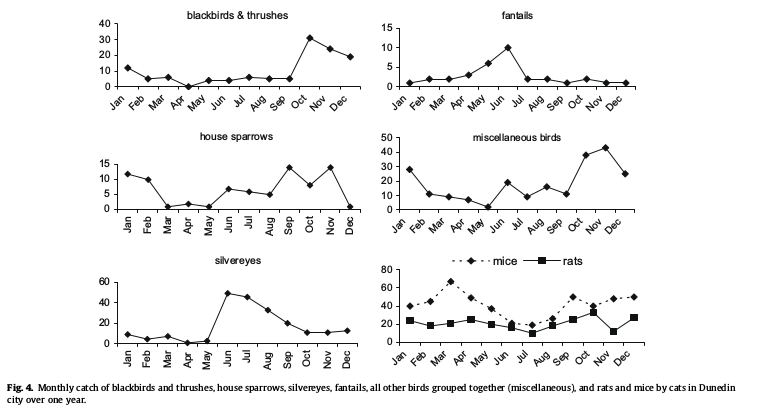 blackbirds & thrushes
40
30
20
10
0
Jan Feb Mar Apr May Jun Jul Aug Sep Oct Nov Dec
fantails
15
10
5
0
Jan Feb Mar Apr May Jun Jul Aug Sep Oct Nov Dec
house sparrows
15
10
5
0
Jan Feb Mar Apr May Jun Jul Aug Sep Oct Nov Dec
miscellaneous birds
50
40
30
20
10
0
Jan Feb Mar Apr May Jun Jul Aug Sep Oct Nov Dec
silvereyes
60
40
20
0
Jan Feb Mar Apr May Jun Jul Aug Sep Oct Nov Dec
mice rats
80
60
40
20
0
Jan Feb Mar Apr May Jun Jul Aug Sep Oct Nov Dec
Fig. 4. Monthly catch of blackbirds and thrushes, house sparrows, silvereyes, fantails, all other birds grouped together (miscellaneous), and rats and mice by cats in Dunedin
city over one year.